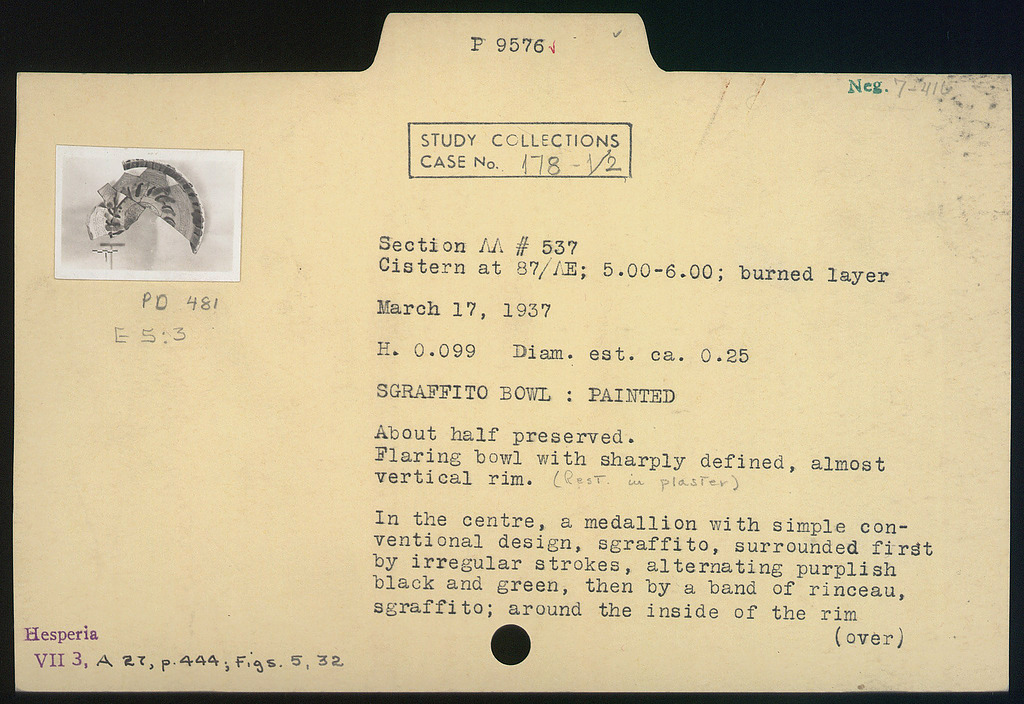 P 9576
Neg. 7-416
STUDY COLLECTIONS
CASE No. 178 - 1/2
Section ΛΛ # 537
Cistern at 87/ΛE; 5.00-6.00; burned layer
PD 481
E 5:3
March 17, 1937
H. 0.099 Diam. est. ca. 0.25
SGRAFFITO BOWL : PAINTED
About half preserved.
Flaring bowl with sharply defined, almost
vertical rim. (Rest. in plaster)
In the centre, a medallion with simple con-
ventional design, sgraffito, surrounded first
by irregular strokes, alternating purplish
black and green, then by a band of rinceau,
sgraffito; around the inside of the rim
(over)
Hesperia
VII 3, A 27, p. 444; Figs. 5, 32